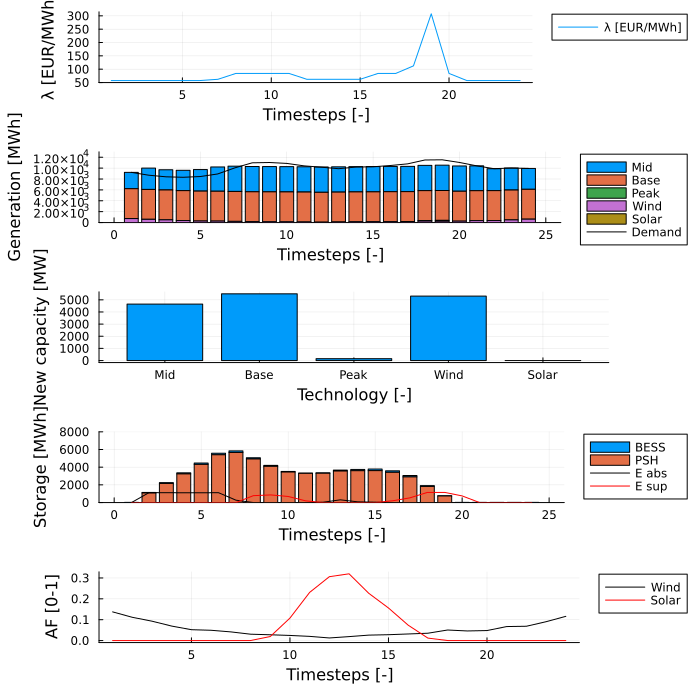 λ [EUR/MWh]
300
250
200
150
100
50
5
10
15
20
Timesteps [-]
λ [EUR/MWh]
Generation [MWh]
1.20×10⁴
1.00×10⁴
8.00×10³
6.00×10³
4.00×10³
2.00×10³
0
0
5
10
15
20
25
Timesteps [-]
Mid
Base
Peak
Wind
Solar
Demand
New capacity [MW]
5000
4000
3000
2000
1000
0
Mid
Base
Peak
Wind
Solar
Technology [-]
Storage [MWh]
8000
6000
4000
2000
0
0
5
10
15
20
25
Timesteps [-]
BESS
PSH
E abs
E sup
AF [0-1]
0.3
0.2
0.1
0.0
5
10
15
20
Timesteps [-]
Wind
Solar